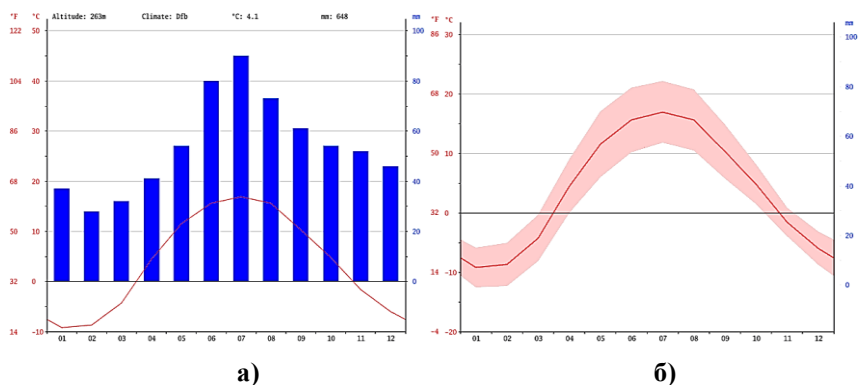 °F °C Altitude: 263m Climate: Dfb °C: 4.1 mm: 648 mm
122 50 100
104 40 80
86 30 60
68 20 40
50 10 20
32 0 0
14 -10
01 02 03 04 05 06 07 08 09 10 11 12
а)
°F °C mm
86 30 100
68 20 80
50 10 60
32 0 40
14 -10 20
-4 -20 0
01 02 03 04 05 06 07 08 09 10 11 12
б)